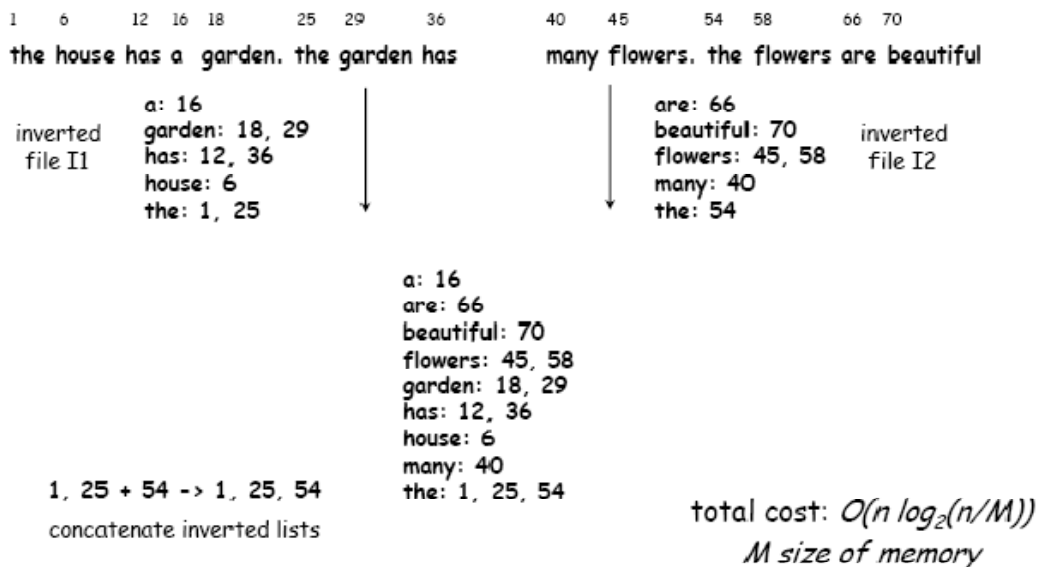 1 6 12 16 18 25 29 36 40 45 54 58 66 70
the house has a garden. the garden has many flowers. the flowers are beautiful
inverted
file I1
a: 16
garden: 18, 29
has: 12, 36
house: 6
the: 1, 25
are: 66
beautiful: 70
flowers: 45, 58
many: 40
the: 54
inverted
file I2
a: 16
are: 66
beautiful: 70
flowers: 45, 58
garden: 18, 29
has: 12, 36
house: 6
many: 40
the: 1, 25, 54
1, 25 + 54 -> 1, 25, 54
concatenate inverted lists
total cost: O(n log₂(n/M))
M size of memory